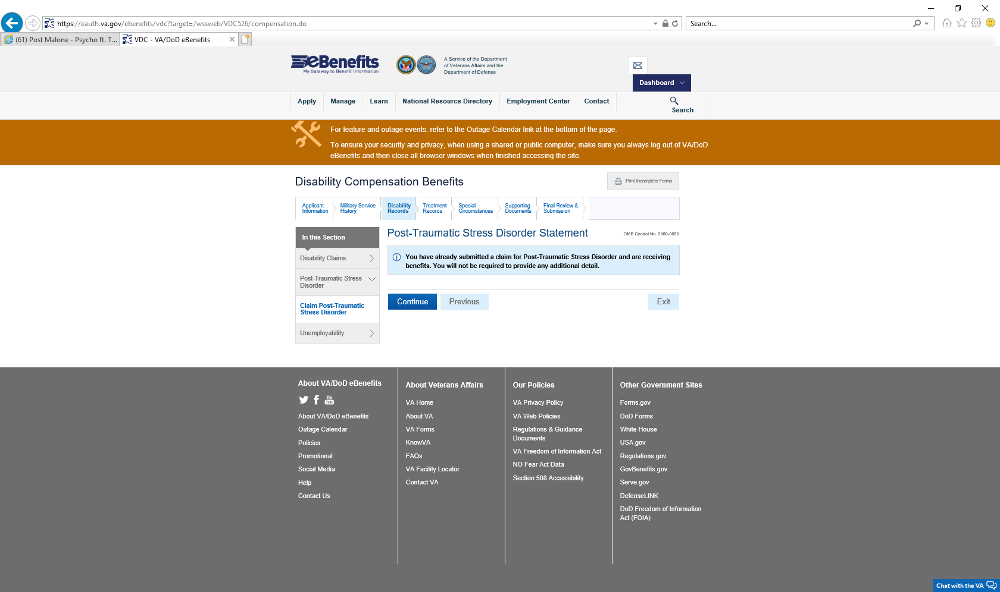 https://eauth.va.gov/ebenefits/vdc?target=/wssweb/VDC526/compensation.do
Search...
(61) Post Malone - Psycho ft. T...
VDC - VA/DoD eBenefits
eBenefits
My Gateway to Benefit Information
A Service of the Department
of Veterans Affairs and the
Department of Defense
Dashboard
Apply
Manage
Learn
National Resource Directory
Employment Center
Contact
Search
For feature and outage events, refer to the Outage Calendar link at the bottom of the page.
To ensure your security and privacy, when using a shared or public computer, make sure you always log out of VA/DoD
eBenefits and then close all browser windows when finished accessing the site.
Disability Compensation Benefits
Print Incomplete Forms
Applicant
Information
Military Service
History
Disability
Records
Treatment
Records
Special
Circumstances
Supporting
Documents
Final Review &
Submission
In this Section
Disability Claims
Post-Traumatic Stress
Disorder
Claim Post-Traumatic
Stress Disorder
Unemployability
Post-Traumatic Stress Disorder Statement
OMB Control No. 2900-0659
You have already submitted a claim for Post-Traumatic Stress Disorder and are receiving
benefits. You will not be required to provide any additional detail.
Continue
Previous
Exit
About VA/DoD eBenefits
You
Tube
About VA/DoD eBenefits
Outage Calendar
Policies
Promotional
Social Media
Help
Contact Us
About Veterans Affairs
VA Home
About VA
VA Forms
KnowVA
FAQs
VA Facility Locator
Contact VA
Our Policies
VA Privacy Policy
VA Web Policies
Regulations & Guidance
Documents
VA Freedom of Information Act
NO Fear Act Data
Section 508 Accessibility
Other Government Sites
Forms.gov
DoD Forms
White House
USA.gov
Regulations.gov
GovBenefits.gov
Serve.gov
DefenseLINK
DoD Freedom of Information
Act (FOIA)
Chat with the VA